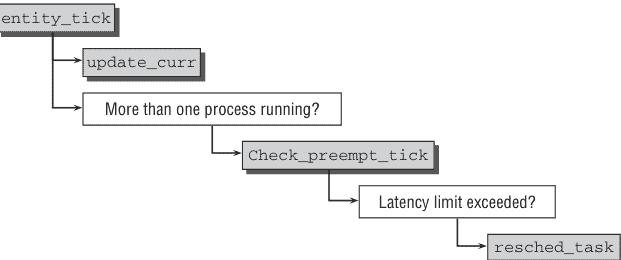 entity_tick
update_curr
More than one process running?
Check_preempt_tick
Latency limit exceeded?
resched_task